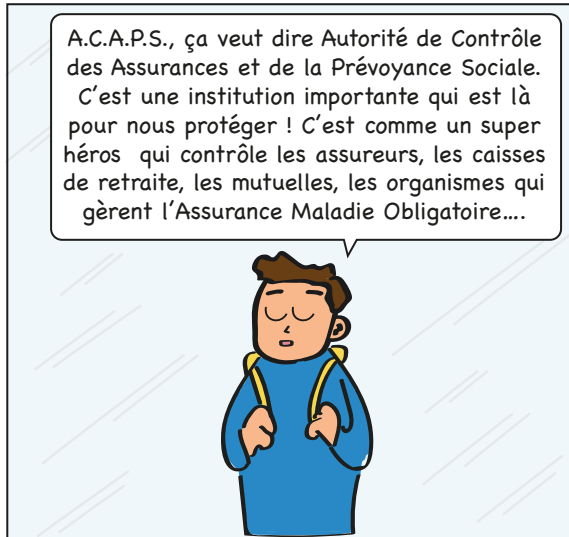 A.C.A.P.S., ça veut dire Autorité de Contrôle
des Assurances et de la Prévoyance Sociale.
C'est une institution importante qui est là
pour nous protéger ! C'est comme un super
héros qui contrôle les assureurs, les caisses
de retraite, les mutuelles, les organismes qui
gèrent l'Assurance Maladie Obligatoire....